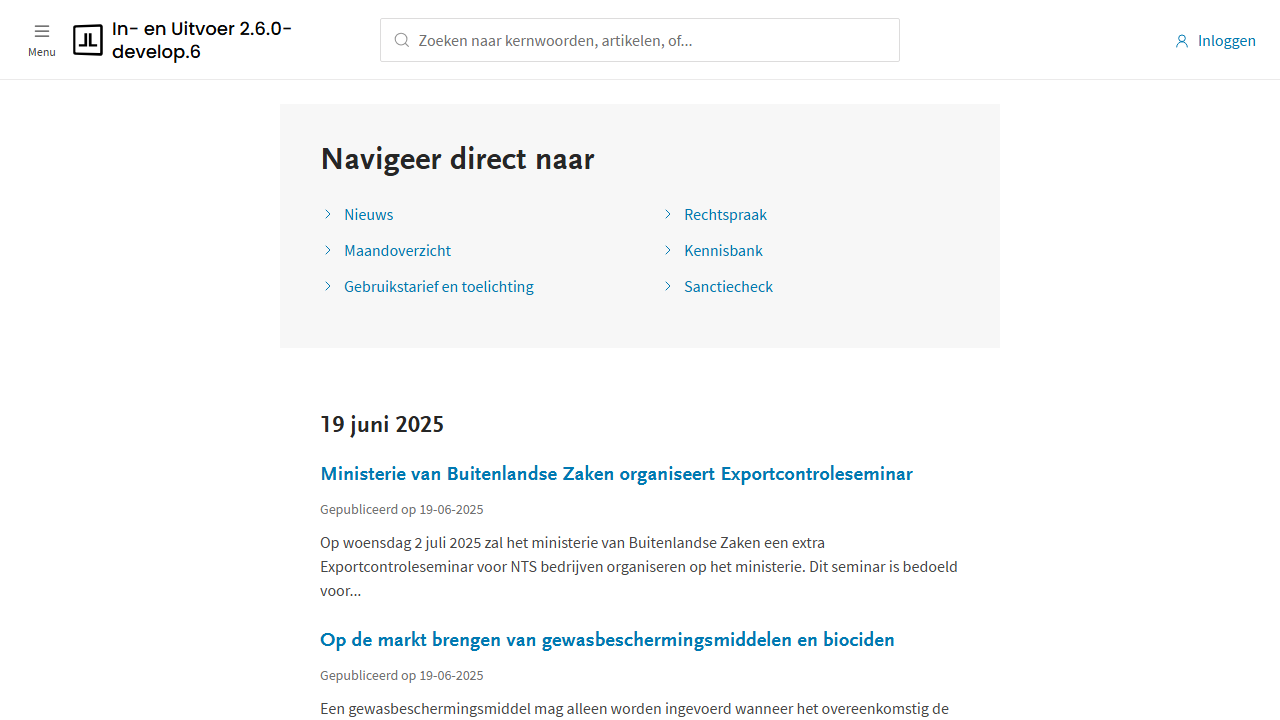 Menu
In- en Uitvoer 2.6.0-
develop.6
Zoeken naar kernwoorden, artikelen, of...
Inloggen
Navigeer direct naar
Nieuws
Rechtspraak
Maandoverzicht
Kennisbank
Gebruikstarief en toelichting
Sanctiecheck
19 juni 2025
Ministerie van Buitenlandse Zaken organiseert Exportcontroleseminar
Gepubliceerd op 19-06-2025
Op woensdag 2 juli 2025 zal het ministerie van Buitenlandse Zaken een extra
Exportcontroleseminar voor NTS bedrijven organiseren op het ministerie. Dit seminar is bedoeld
voor...
Op de markt brengen van gewasbeschermingsmiddelen en biociden
Gepubliceerd op 19-06-2025
Een gewasbeschermingsmiddel mag alleen worden ingevoerd wanneer het overeenkomstig de